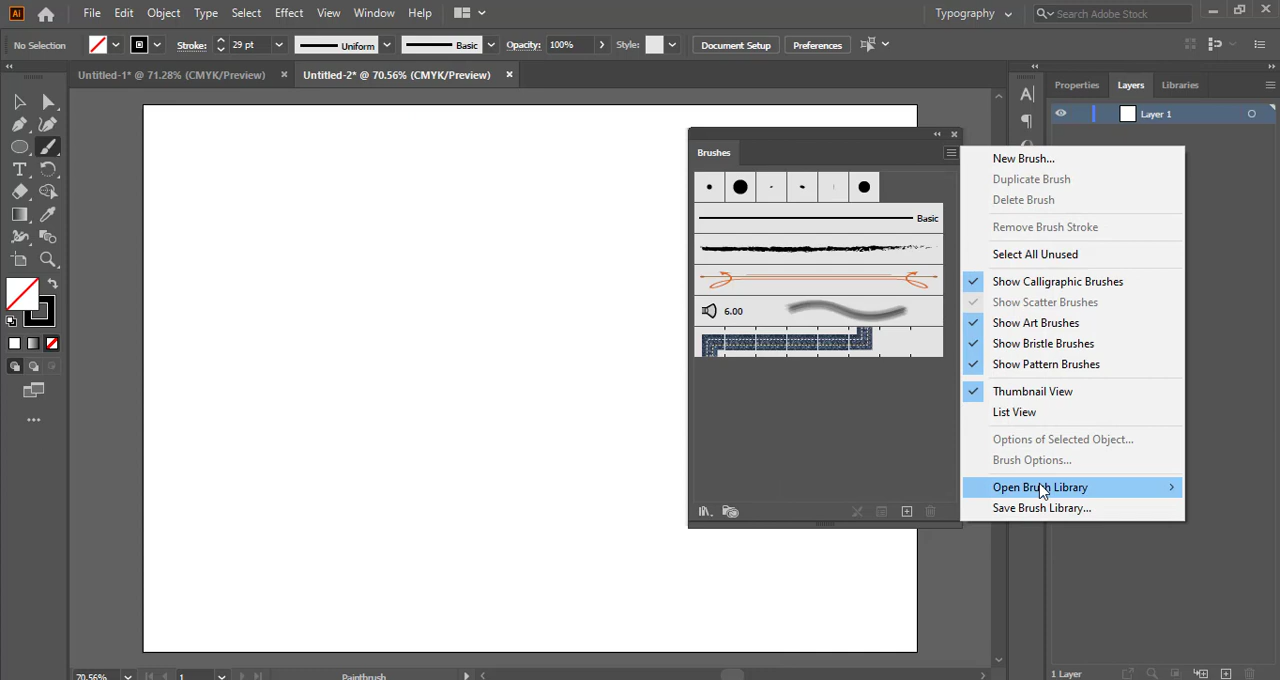 Ai File Edit Object Type Select Effect View Window Help Typography Search Adobe Stock
No Selection Stroke: 29 pt Uniform Basic Opacity: 100% Style: Document Setup Preferences
Untitled-1* @ 71.28% (CMYK/Preview) Untitled-2* @ 70.56% (CMYK/Preview)
Properties Layers Libraries
Layer 1
Brushes
Basic
6.00
New Brush...
Duplicate Brush
Delete Brush
Remove Brush Stroke
Select All Unused
Show Calligraphic Brushes
Show Scatter Brushes
Show Art Brushes
Show Bristle Brushes
Show Pattern Brushes
Thumbnail View
List View
Options of Selected Object...
Brush Options...
Open Brush Library
Save Brush Library...
70.56% 1 Paintbrush 1 Layer